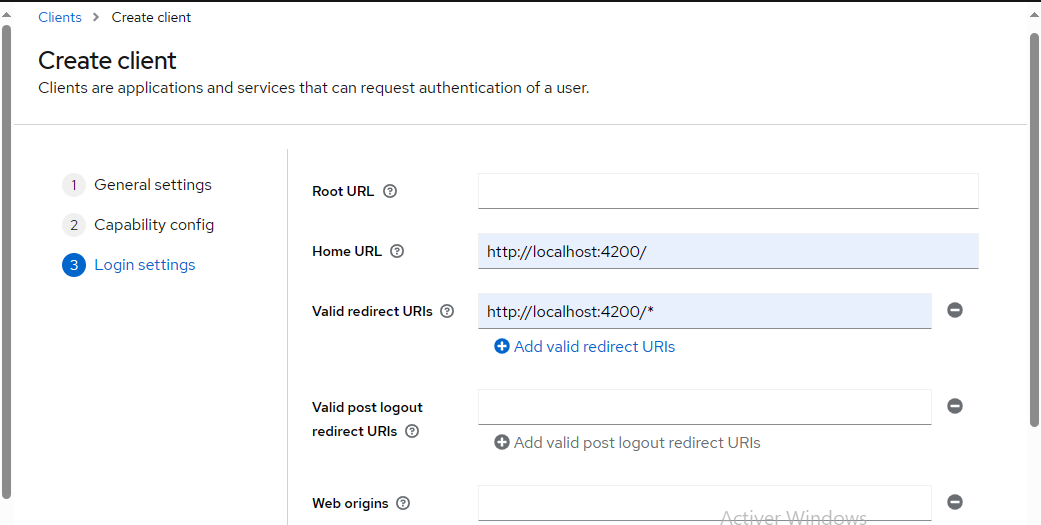 Clients > Create client
Create client
Clients are applications and services that can request authentication of a user.
1 General settings
2 Capability config
3 Login settings
Root URL
Home URL http://localhost:4200/
Valid redirect URIs http://localhost:4200/*
Add valid redirect URIs
Valid post logout
redirect URIs
Add valid post logout redirect URIs
Web origins
Activer Windows